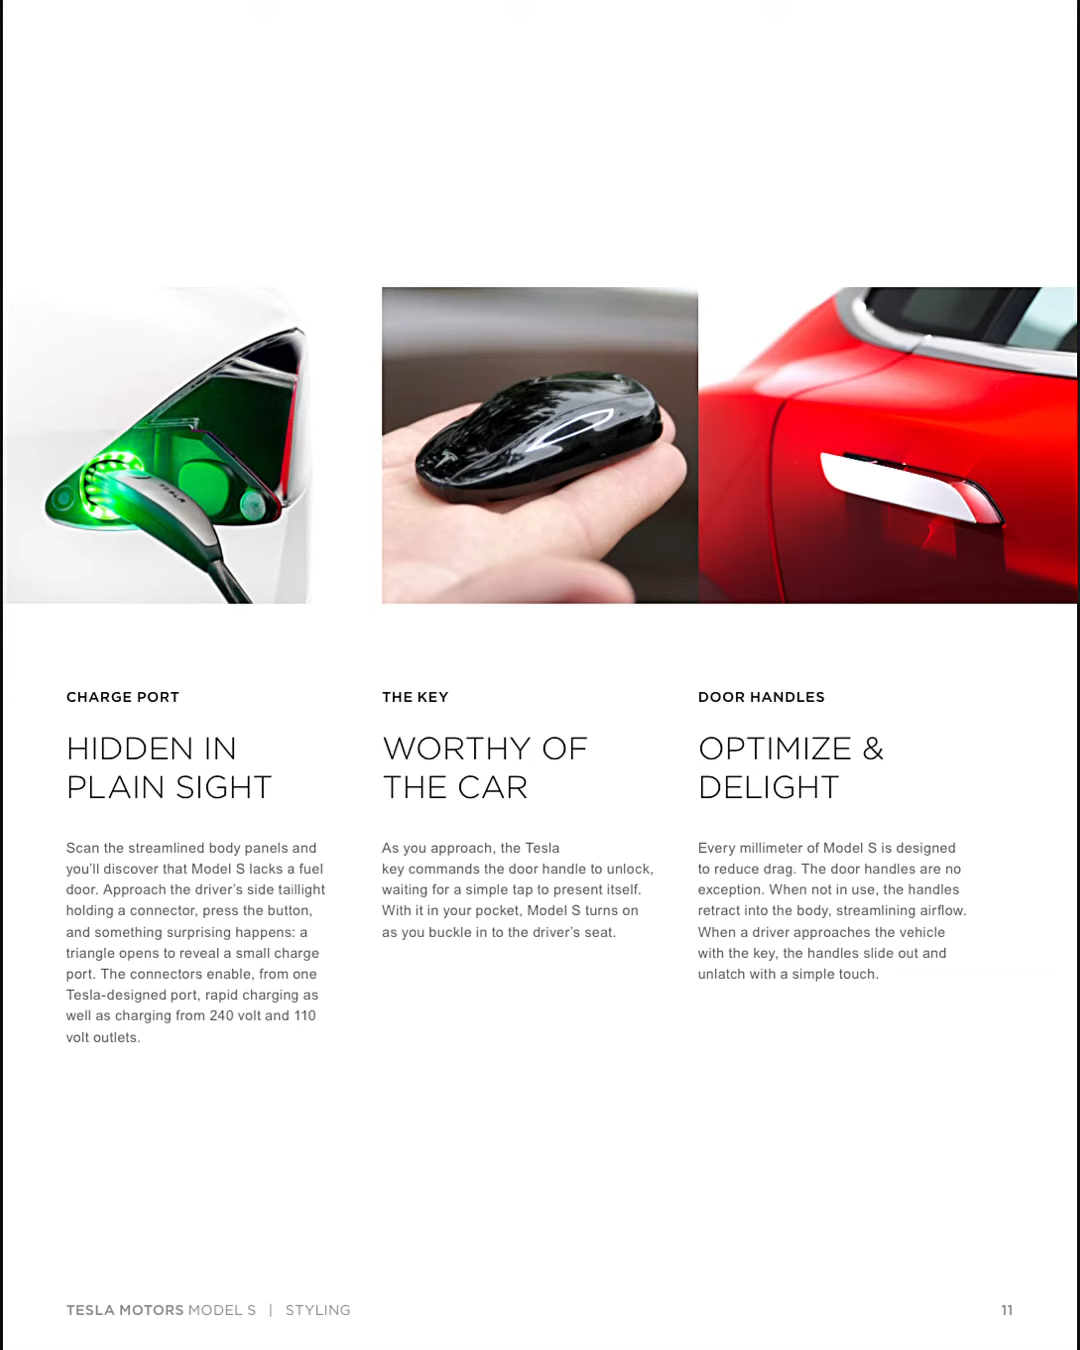 TESLA
CHARGE PORT
HIDDEN IN
PLAIN SIGHT
Scan the streamlined body panels and
you'll discover that Model S lacks a fuel
door. Approach the driver's side taillight
holding a connector, press the button,
and something surprising happens: a
triangle opens to reveal a small charge
port. The connectors enable, from one
Tesla-designed port, rapid charging as
well as charging from 240 volt and 110
volt outlets.
THE KEY
WORTHY OF
THE CAR
As you approach, the Tesla
key commands the door handle to unlock,
waiting for a simple tap to present itself.
With it in your pocket, Model S turns on
as you buckle in to the driver's seat.
DOOR HANDLES
OPTIMIZE &
DELIGHT
Every millimeter of Model S is designed
to reduce drag. The door handles are no
exception. When not in use, the handles
retract into the body, streamlining airflow.
When a driver approaches the vehicle
with the key, the handles slide out and
unlatch with a simple touch.
TESLA MOTORS MODEL S | STYLING
11